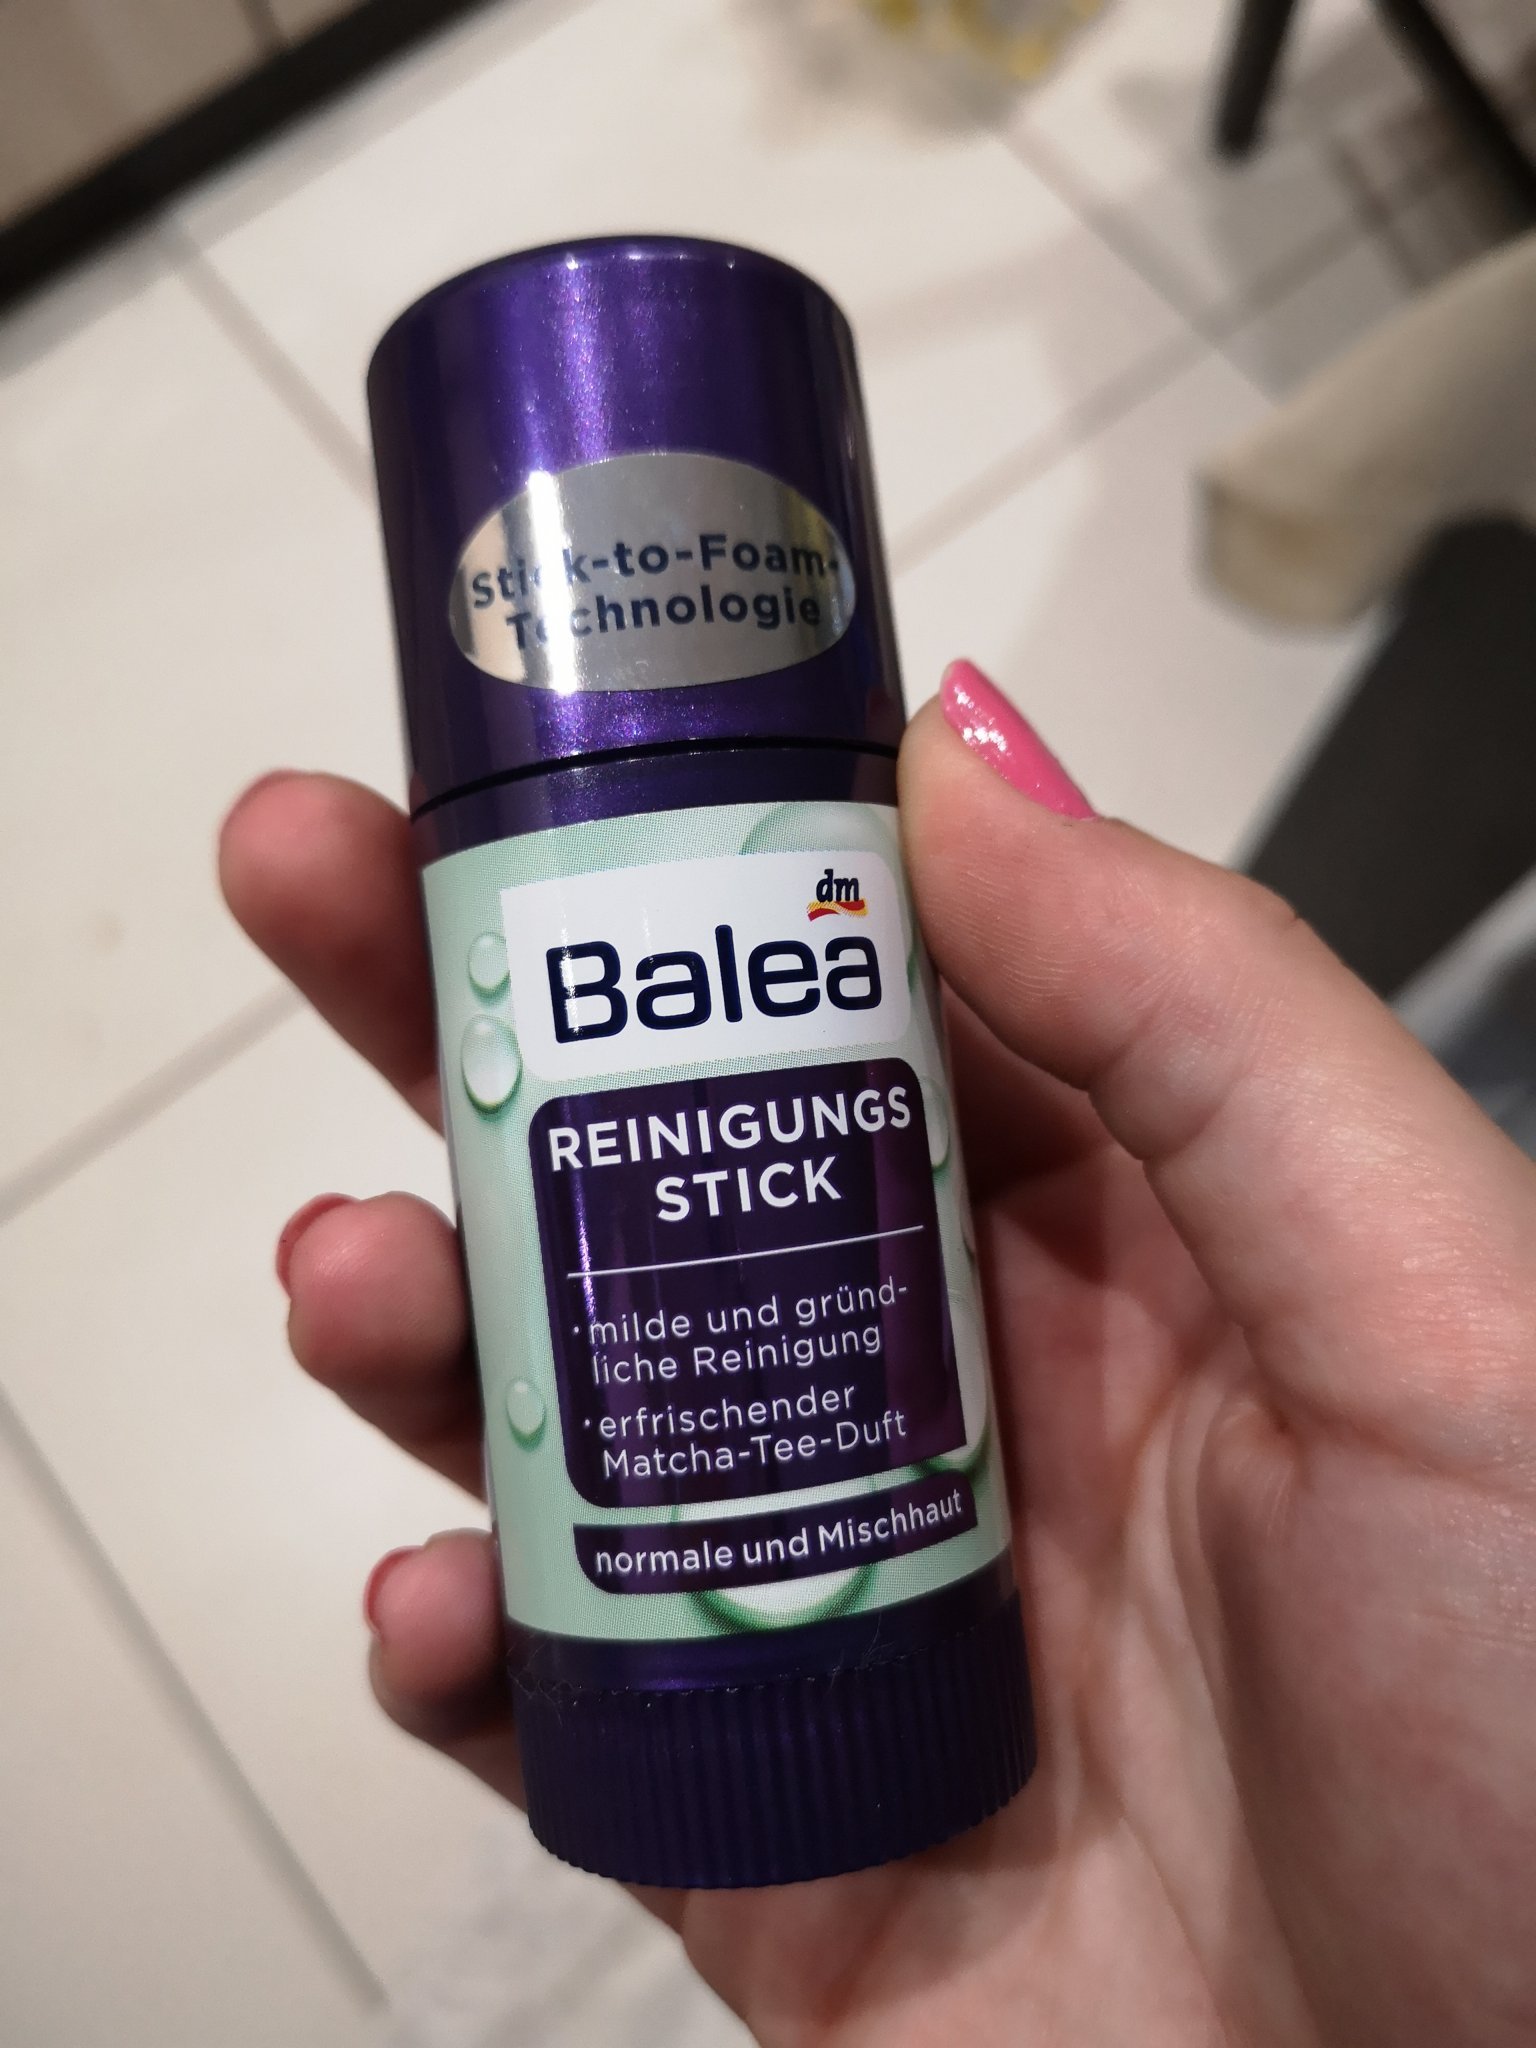 Stick-to-Foam-
Technologie
dm
Balea
REINIGUNGS
STICK
· milde und gründ-
liche Reinigung
· erfrischender
Matcha-Tee-Duft
normale und Mischhaut